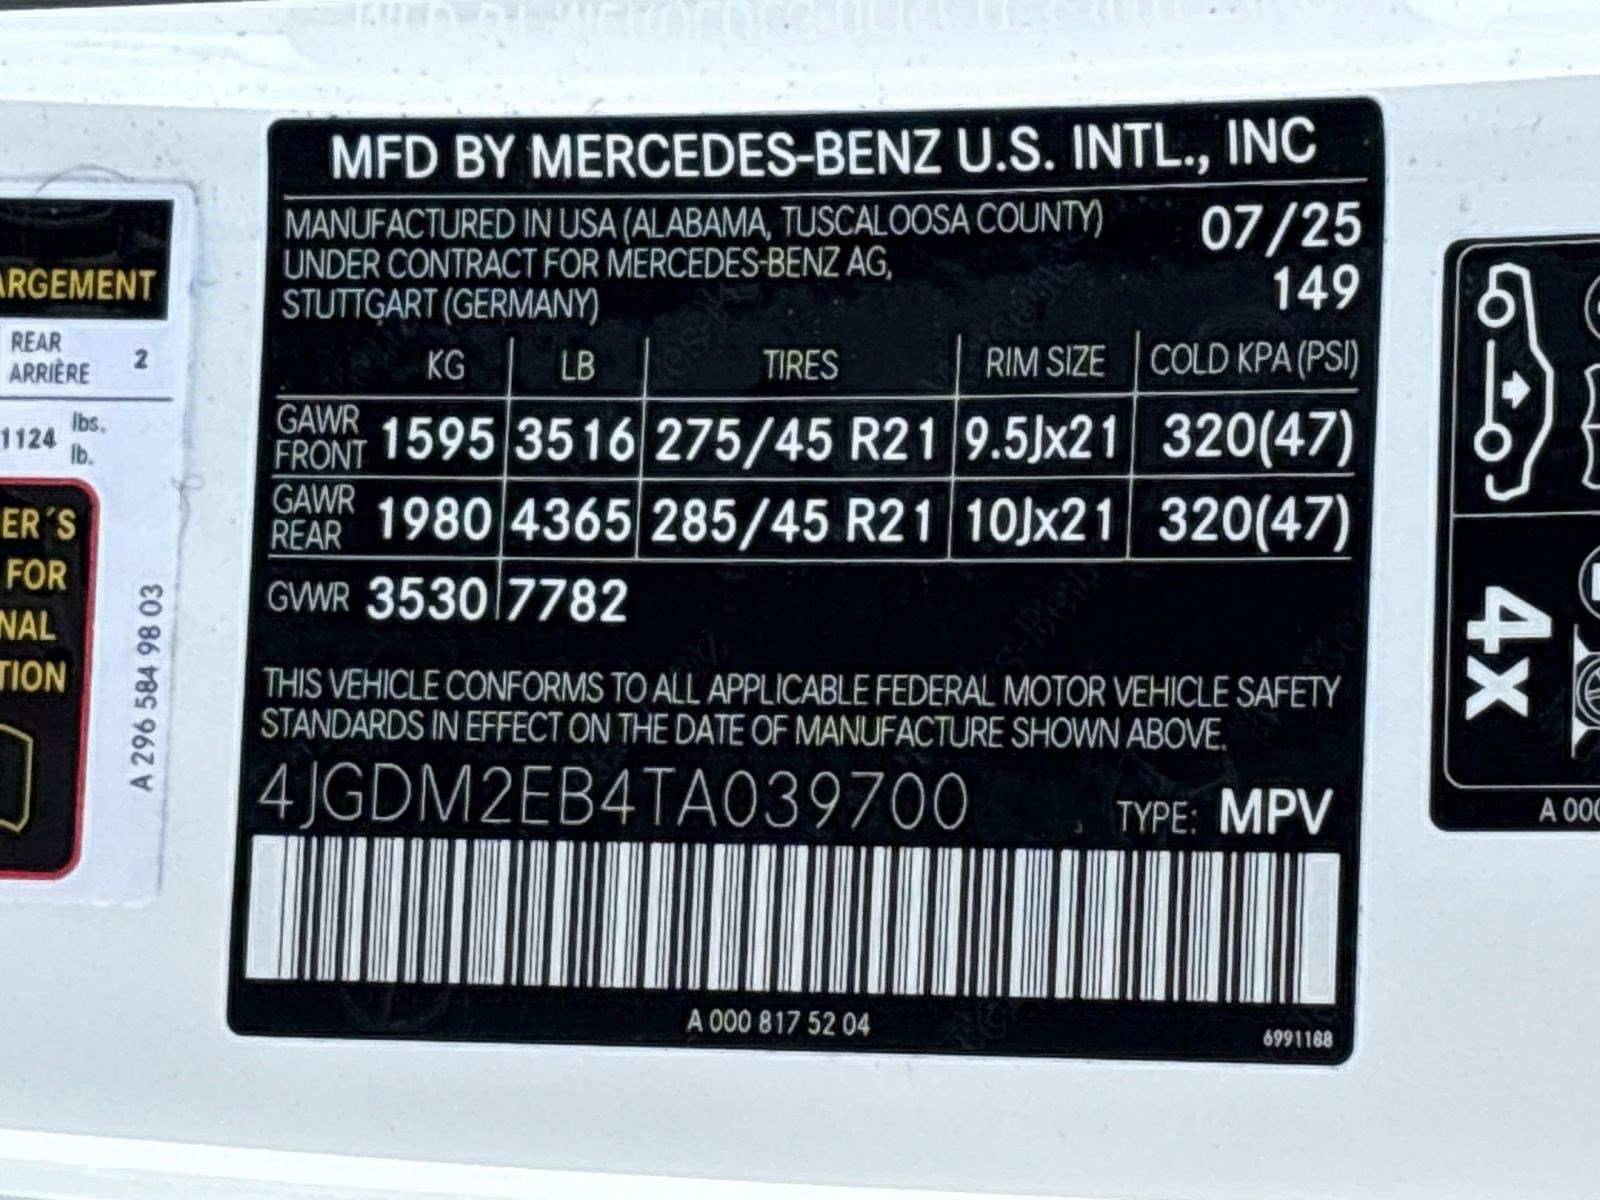 MFD BY MERCEDES-BENZ U.S. INTL., INC
MANUFACTURED IN USA (ALABAMA, TUSCALOOSA COUNTY) 07/25
UNDER CONTRACT FOR MERCEDES-BENZ AG,
STUTTGART (GERMANY) 149
KG LB TIRES RIM SIZE COLD KPA (PSI)
GAWR FRONT 1595 3516 275/45 R21 9.5Jx21 320(47)
GAWR REAR 1980 4365 285/45 R21 10Jx21 320(47)
GVWR 3530 7782
THIS VEHICLE CONFORMS TO ALL APPLICABLE FEDERAL MOTOR VEHICLE SAFETY
STANDARDS IN EFFECT ON THE DATE OF MANUFACTURE SHOWN ABOVE.
4JGDM2EB4TA039700 TYPE: MPV
A 000 817 52 04
6991188
ARGEMENT
REAR
ARRIÈRE 2
1124 lbs.
lb.
ER´S
FOR
NAL
TION
A 296 584 98 03
4x
A 000